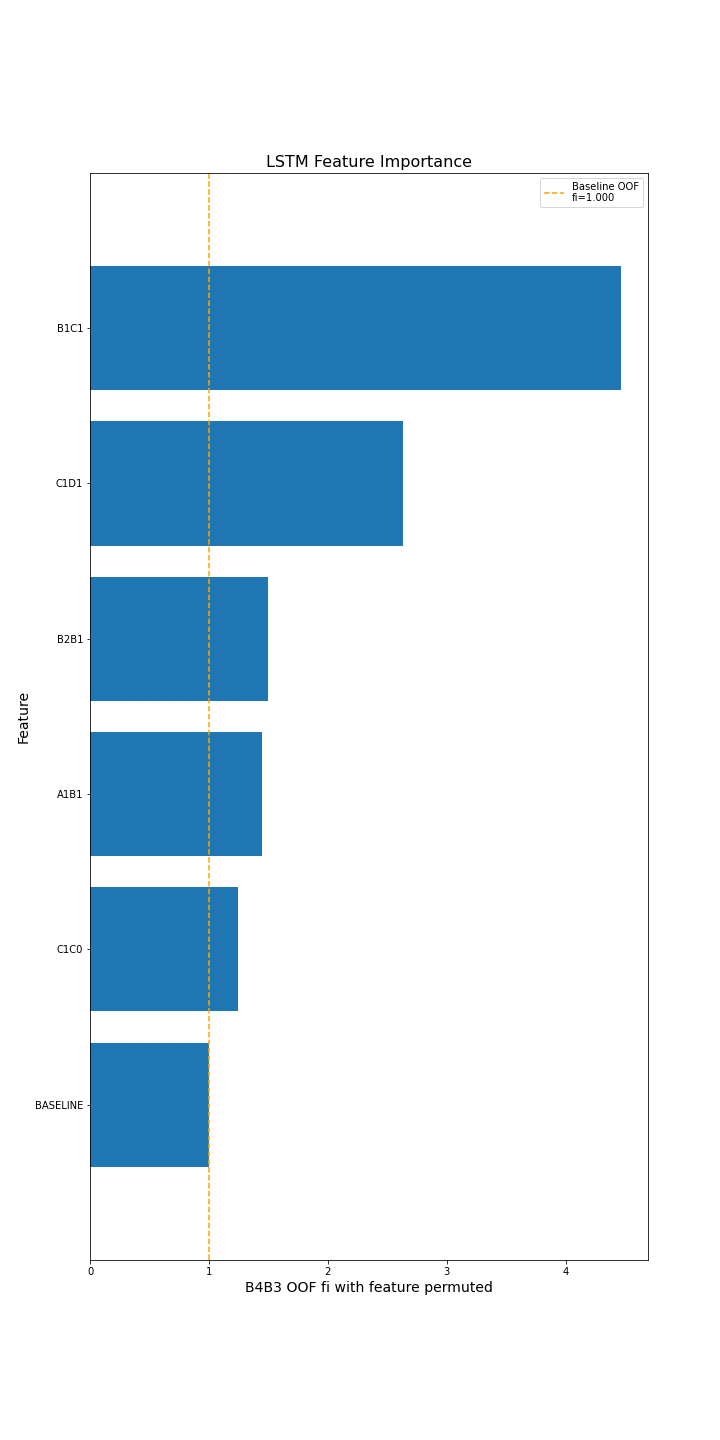 LSTM Feature Importance
Baseline OOF
fi=1.000
B1C1
C1D1
B2B1
A1B1
C1C0
BASELINE
Feature
0 1 2 3 4
B4B3 OOF fi with feature permuted